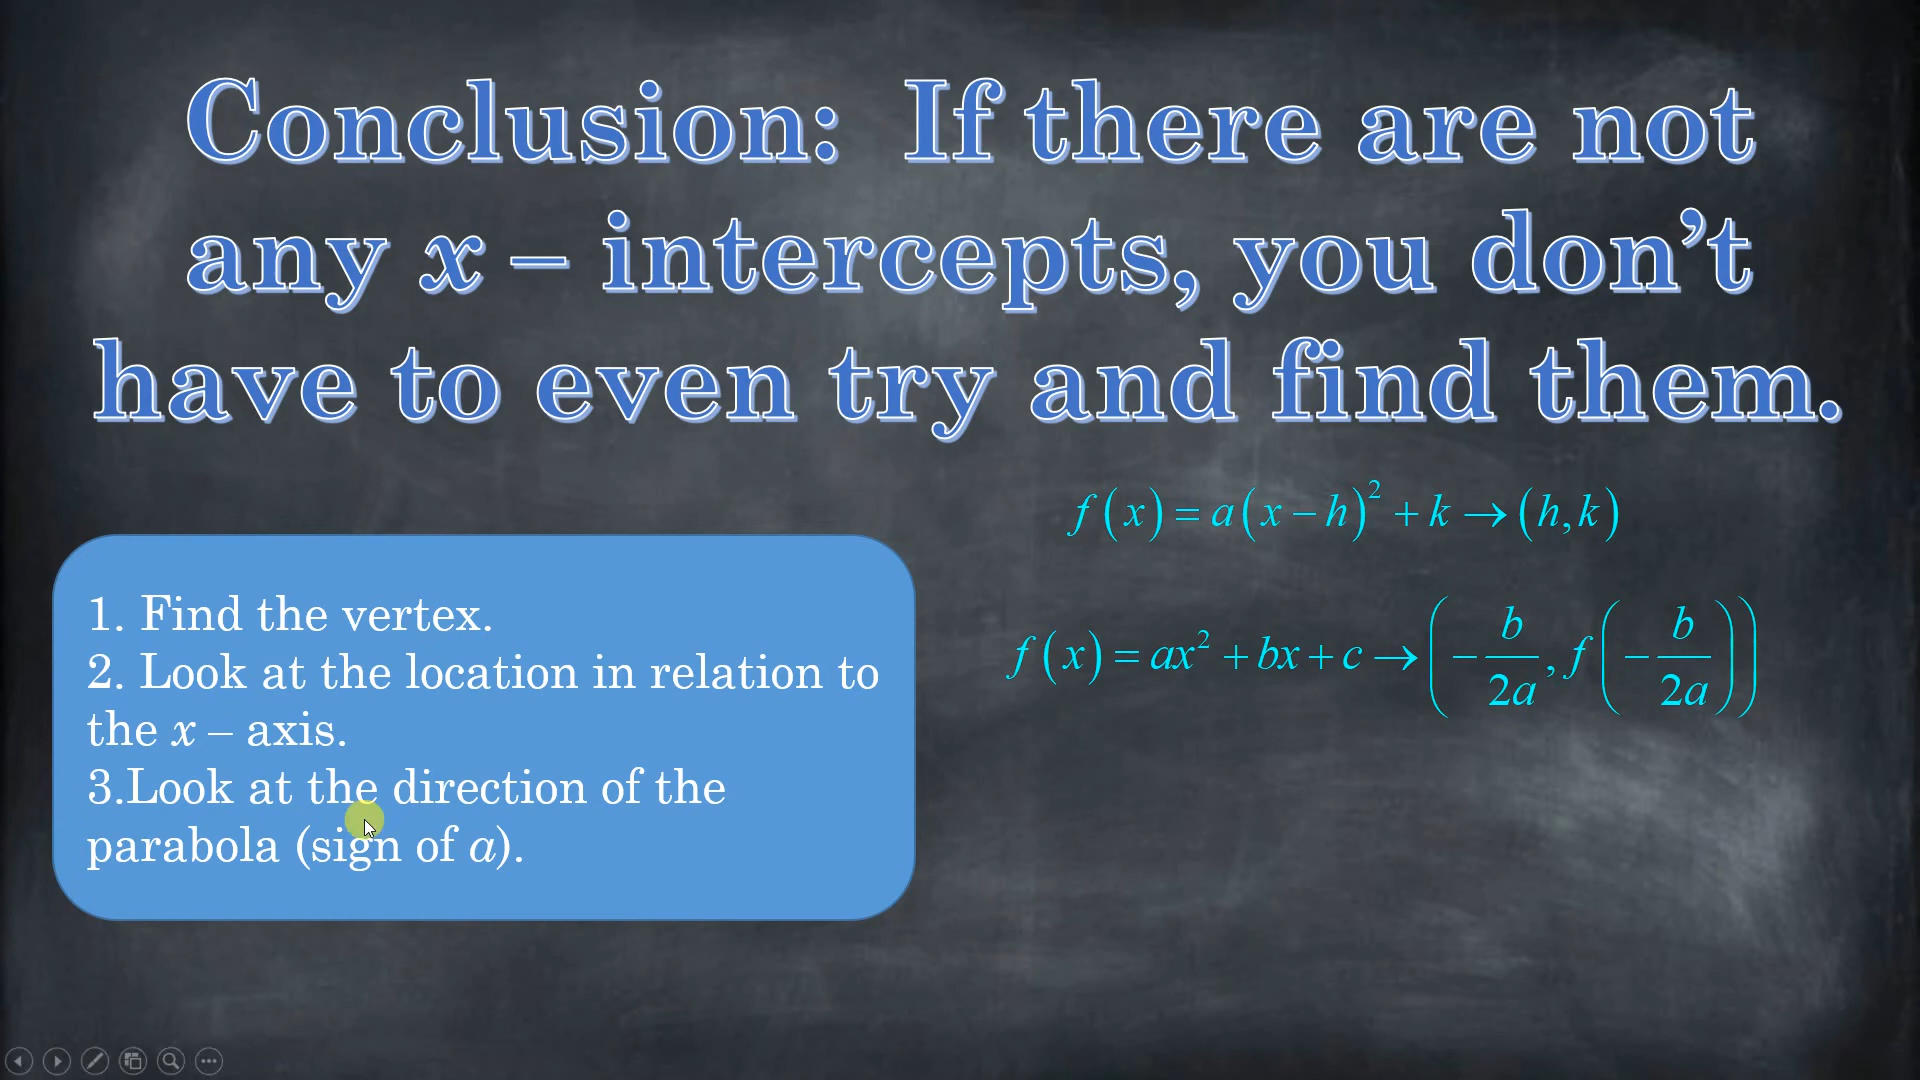 Conclusion:  If there are not
any x – intercepts, you don’t
have to even try and find them.
f(x) = a(x − h)² + k → (h, k)
f(x) = ax² + bx + c → (−b/2a, f(−b/2a))
1. Find the vertex.
2. Look at the location in relation to
the x – axis.
3.Look at the direction of the
parabola (sign of a).